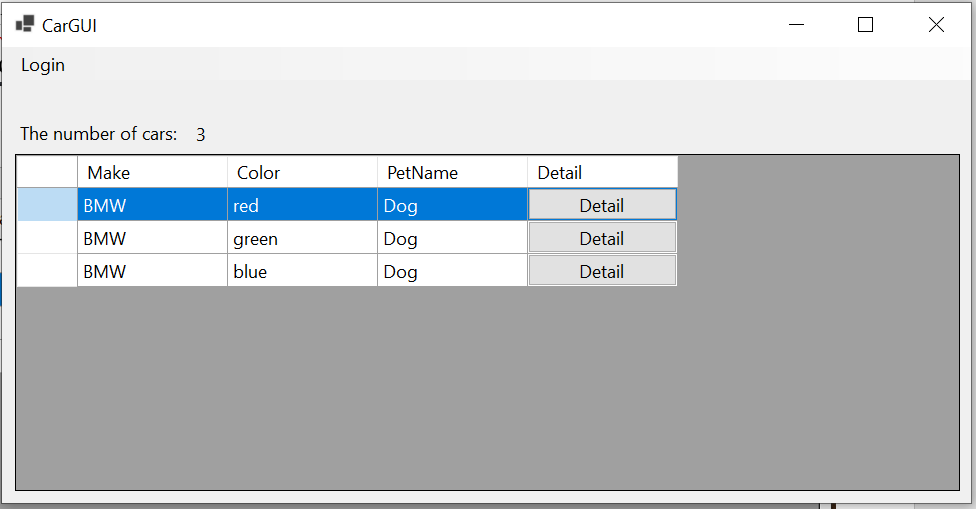 CarGUI
Login
The number of cars: 3
Make Color PetName Detail
BMW red Dog Detail
BMW green Dog Detail
BMW blue Dog Detail